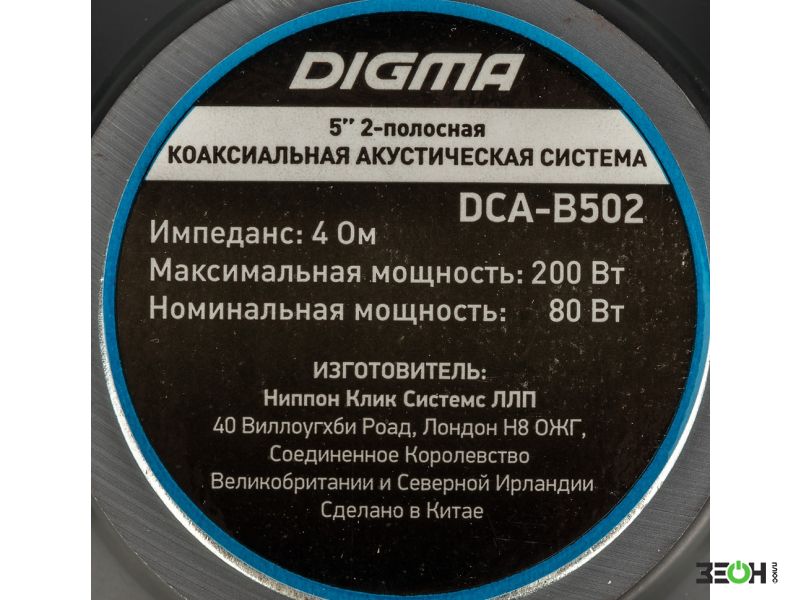 DIGMA
5" 2-полосная
КОАКСИАЛЬНАЯ АКУСТИЧЕСКАЯ СИСТЕМА
DCA-B502
Импеданс: 4 Ом
Максимальная мощность: 200 Вт
Номинальная мощность: 80 Вт
ИЗГОТОВИТЕЛЬ:
Ниппон Клик Системс ЛЛП
40 Виллоугхби Роад, Лондон Н8 ОЖГ,
Соединенное Королевство
Великобритании и Северной Ирландии
Сделано в Китае
ЗЕОН